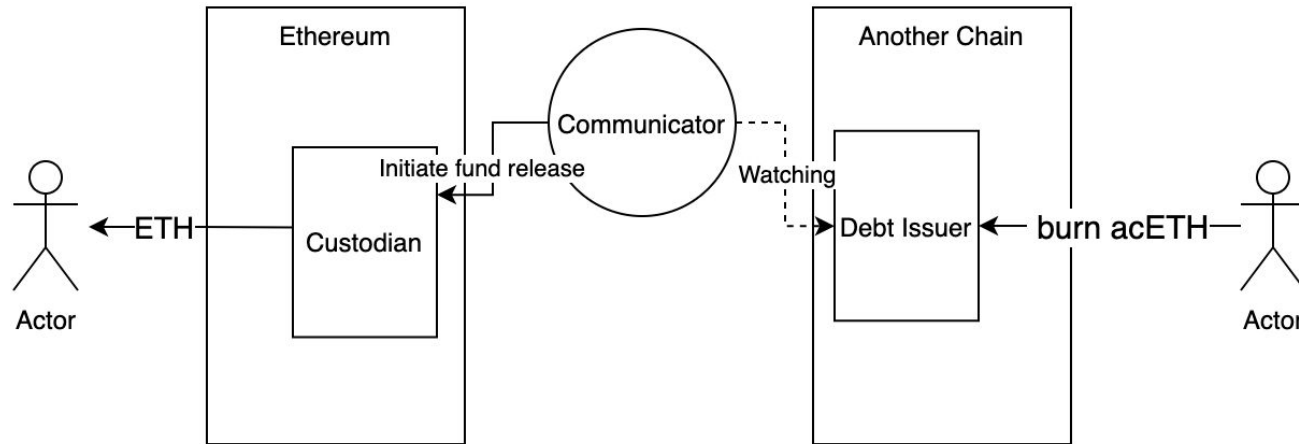 Ethereum
Another Chain
Communicator
Initiate fund release
Watching
ETH
Custodian
Debt Issuer
burn acETH
Actor
Actor